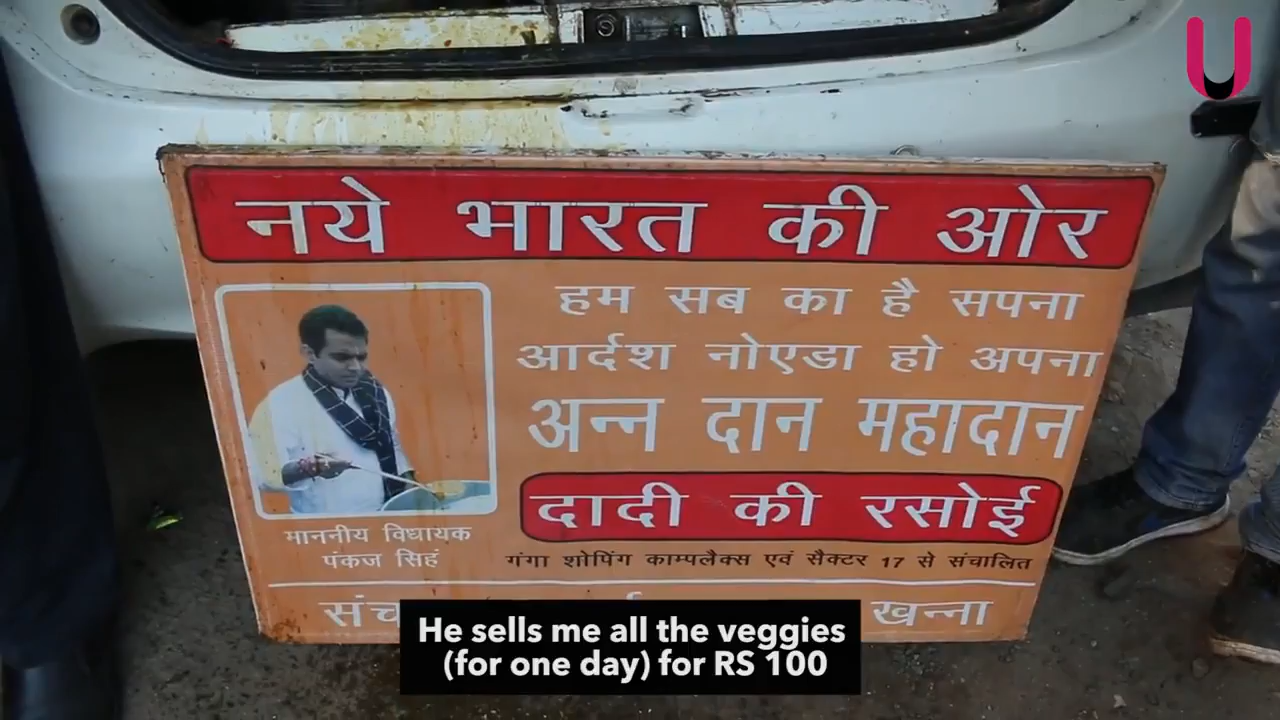 नये भारत की ओर
हम सब का है सपना
आर्दश नोएडा हो अपना
अन्न दान महादान
दादी की रसोई
माननीय विधायक
पंकज सिहं
गंगा शोपिंग काम्पलैक्स एवं सैक्टर 17 से संचालित
खन्ना
He sells me all the veggies
(for one day) for RS 100